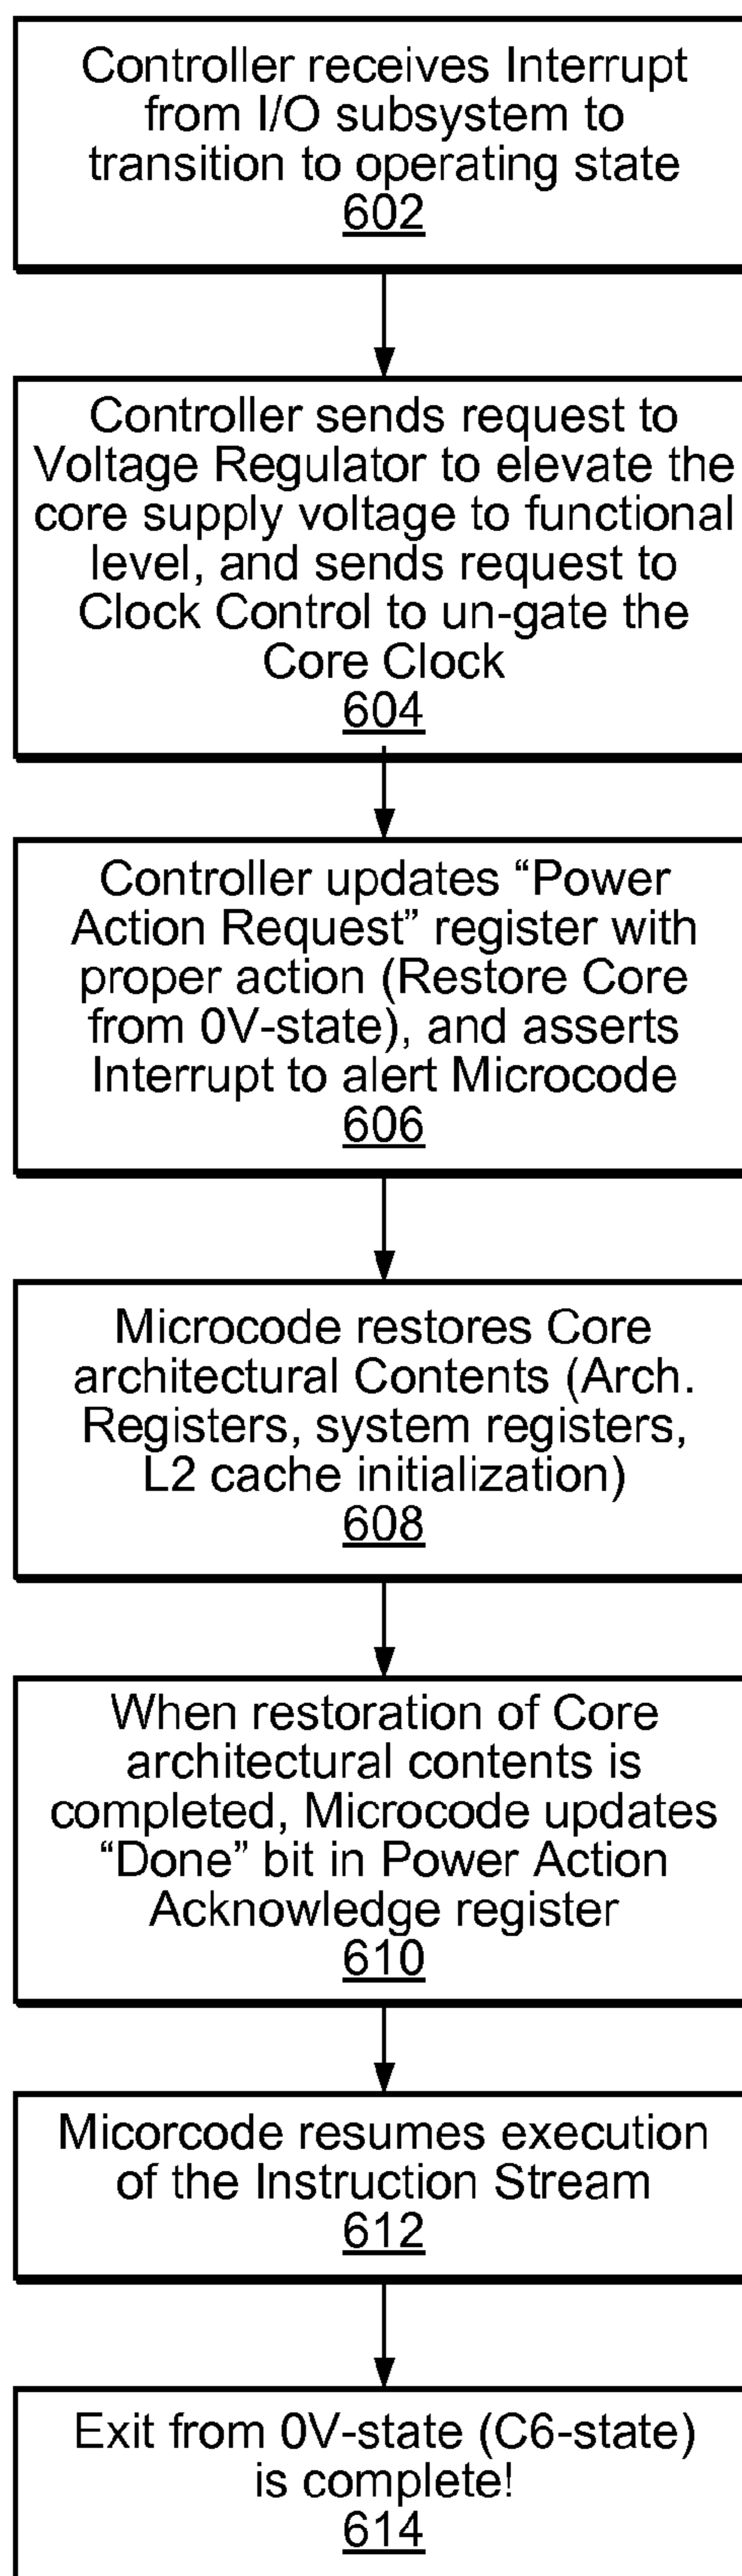 Controller receives Interrupt
from I/O subsystem to
transition to operating state
602
Controller sends request to
Voltage Regulator to elevate the
core supply voltage to functional
level, and sends request to
Clock Control to un-gate the
Core Clock
604
Controller updates “Power
Action Request” register with
proper action (Restore Core
from 0V-state), and asserts
Interrupt to alert Microcode
606
Microcode restores Core
architectural Contents (Arch.
Registers, system registers,
L2 cache initialization)
608
When restoration of Core
architectural contents is
completed, Microcode updates
“Done” bit in Power Action
Acknowledge register
610
Micorcode resumes execution
of the Instruction Stream
612
Exit from 0V-state (C6-state)
is complete!
614